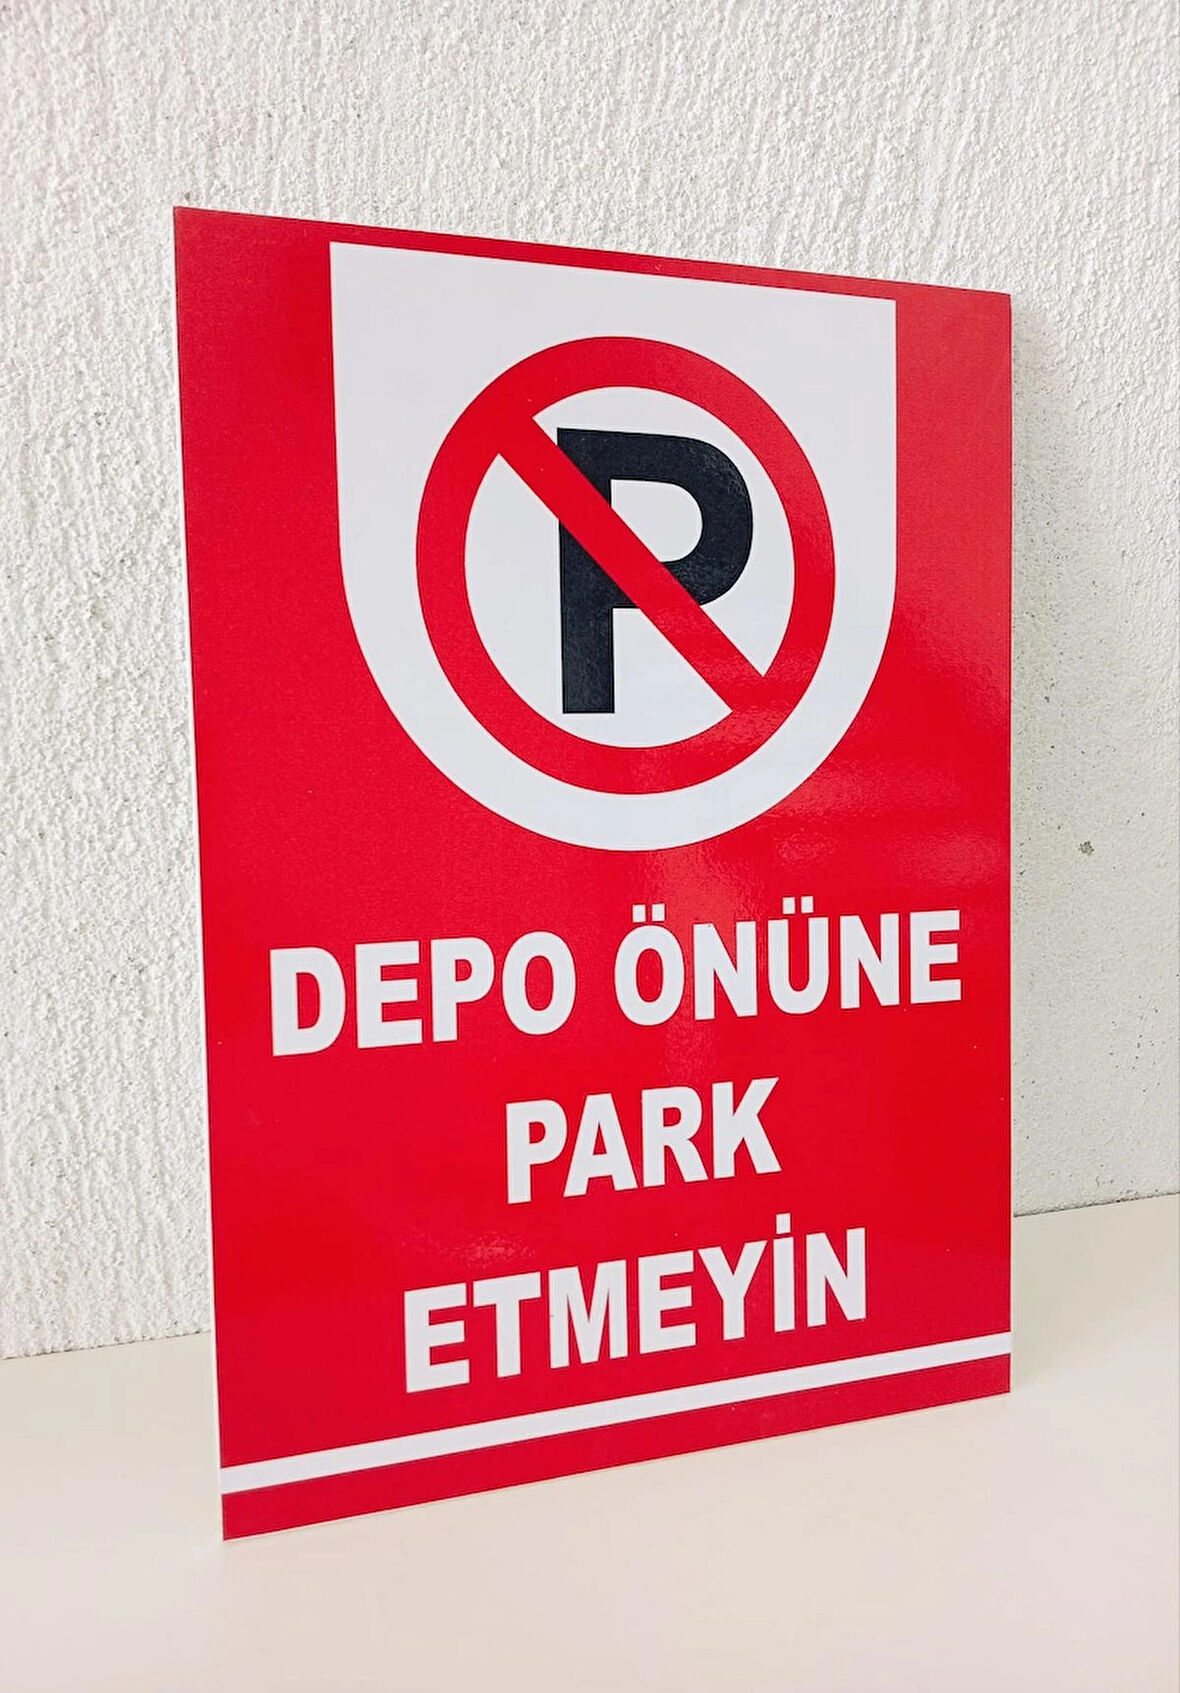 P
DEPO ÖNÜNE
PARK
ETMEYİN